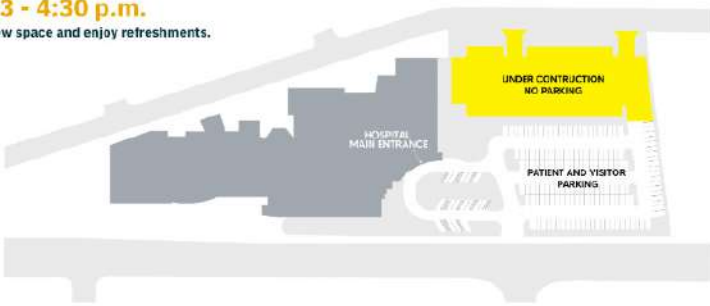 3 - 4:30 p.m.
w space and enjoy refreshments.
UNDER CONTRUCTION
NO PARKING
HOSPITAL
MAIN ENTRANCE
PATIENT AND VISITOR
PARKING